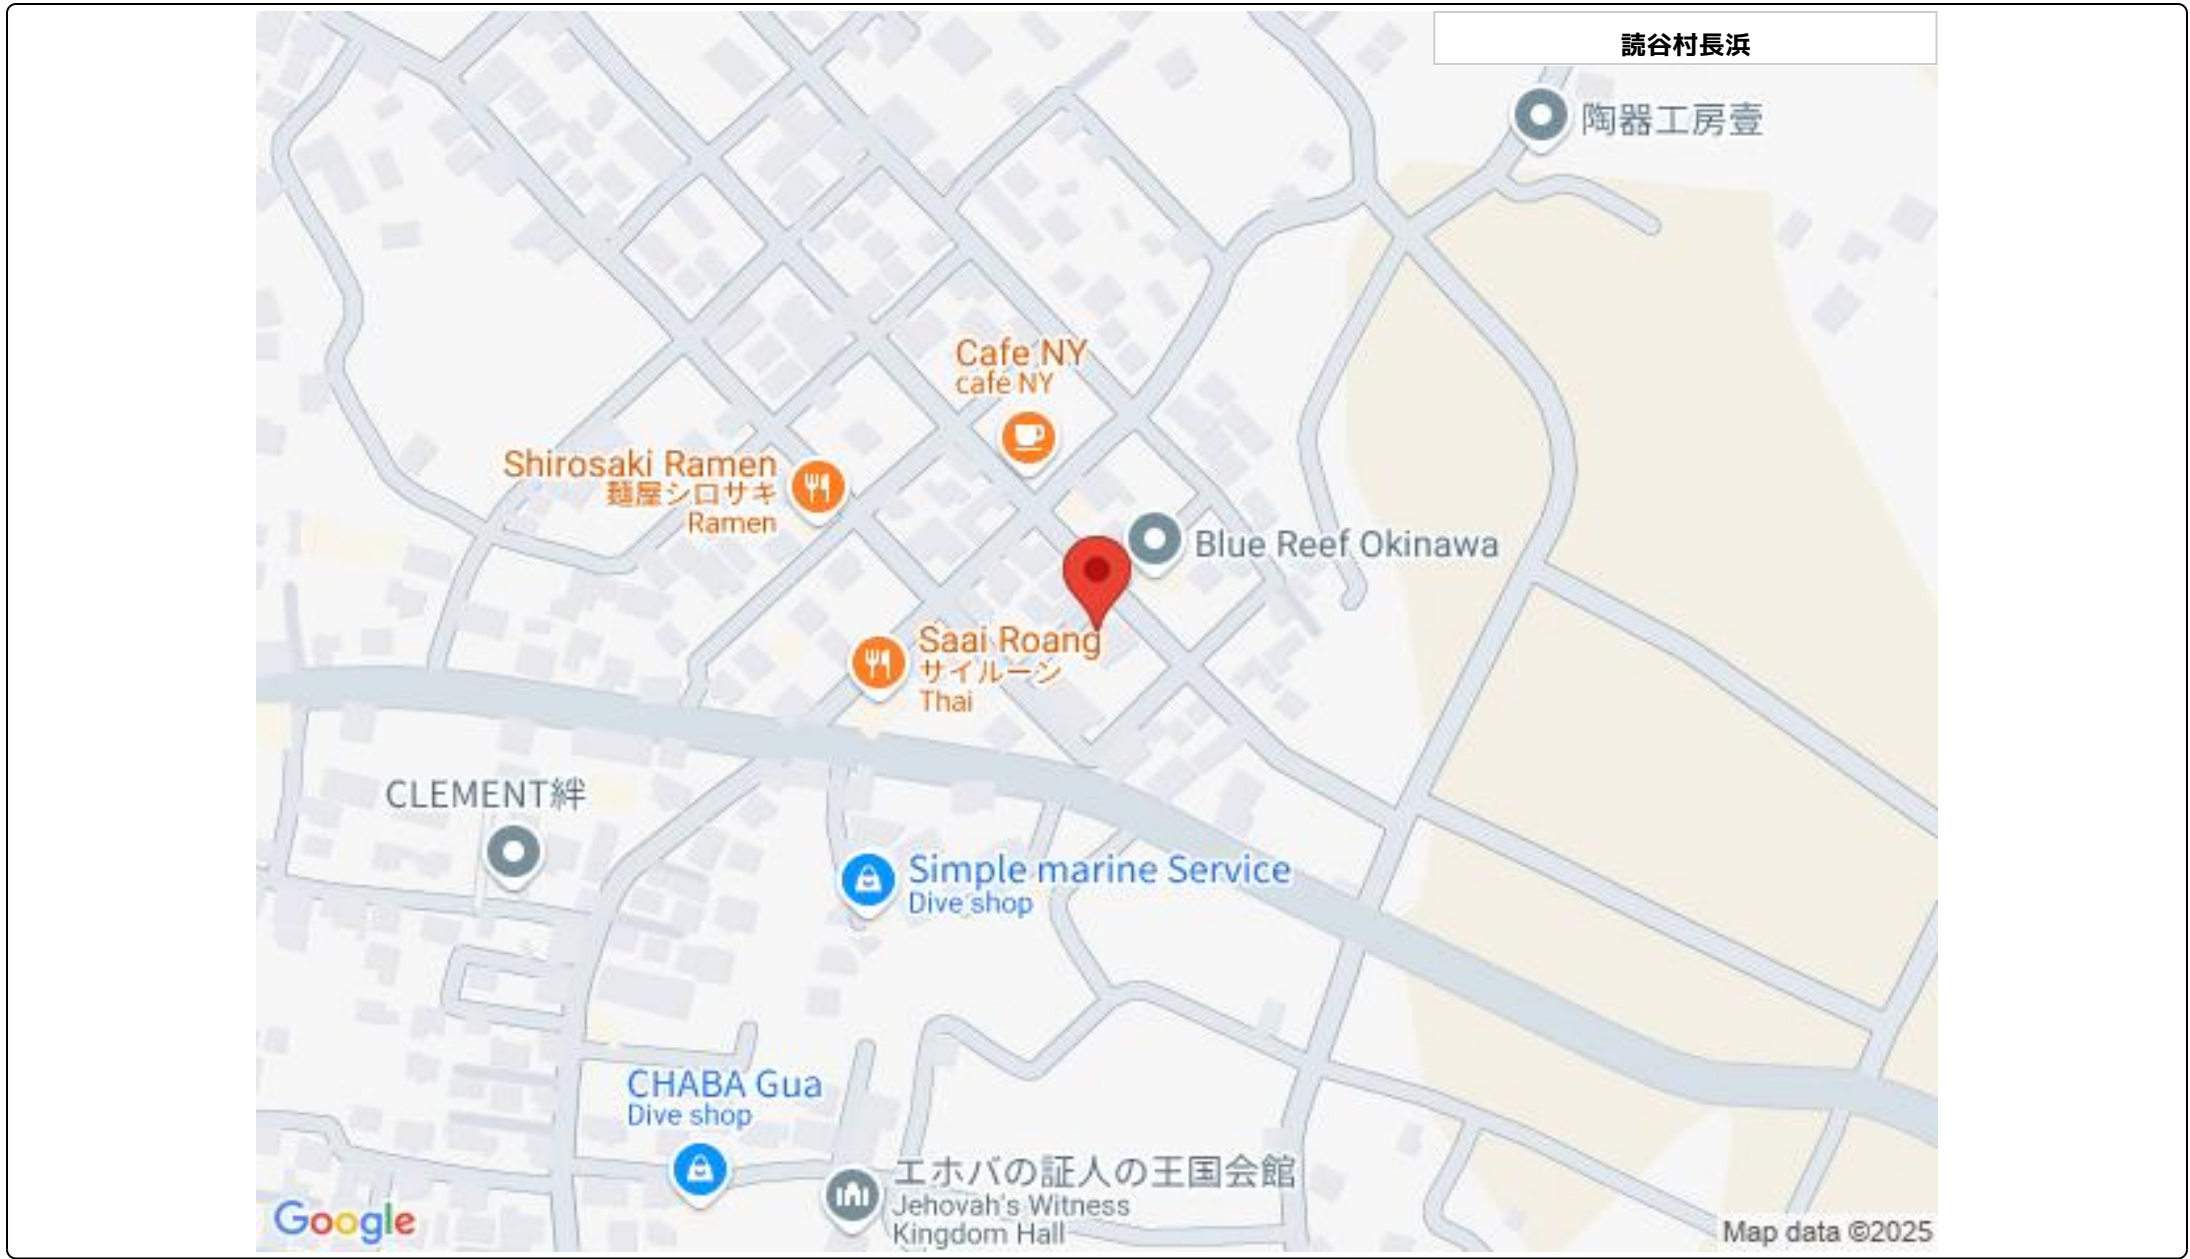 読谷村長浜
陶器工房壹
Cafe NY
café NY
Shirosaki Ramen
麺屋シロサキ
Ramen
Blue Reef Okinawa
Saai Roang
サイルーン
Thai
CLEMENT絆
Simple marine Service
Dive shop
CHABA Gua
Dive shop
エホバの証人の王国会館
Jehovah's Witness
Kingdom Hall
Google
Map data ©2025